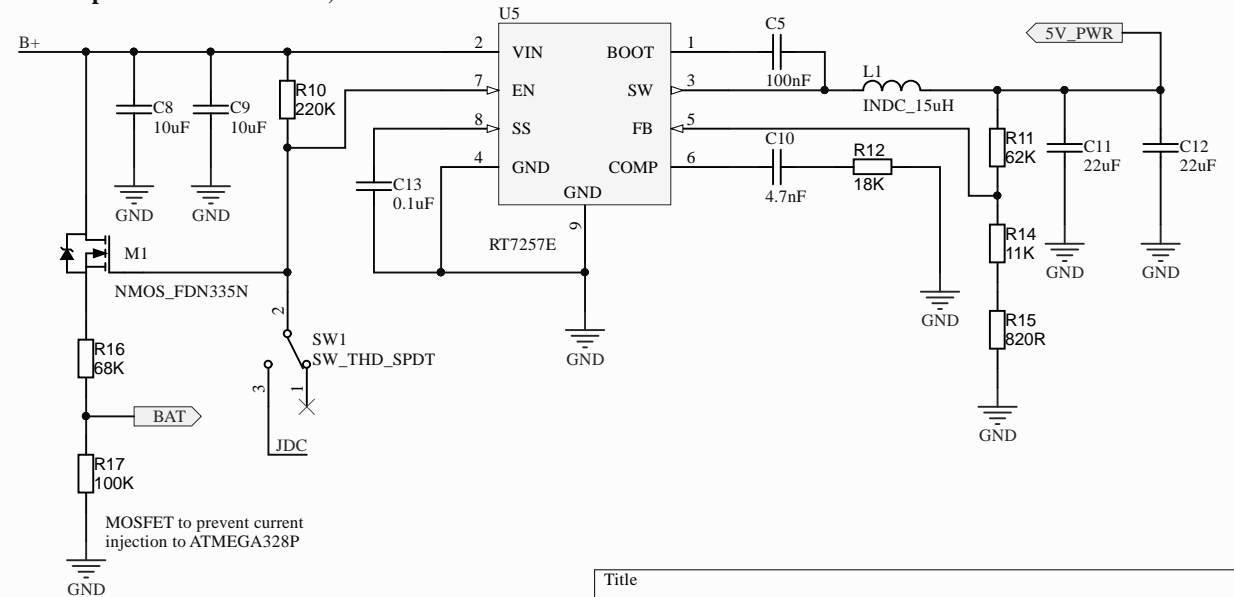 U5
B+
2
VIN
BOOT
1
C5
100nF
5V_PWR
7
EN
SW
3
L1
INDC_15uH
R10
220K
C8
10uF
C9
10uF
8
SS
FB
5
4
GND
COMP
6
C10
4.7nF
R12
18K
R11
62K
C11
22uF
C12
22uF
C13
0.1uF
GND
9
RT7257E
GND
GND
M1
NMOS_FDN335N
R14
11K
GND
GND
GND
2
SW1
SW_THD_SPDT
GND
R15
820R
R16
68K
3
1
BAT
JDC
GND
R17
100K
MOSFET to prevent current
injection to ATMEGA328P
GND
Title